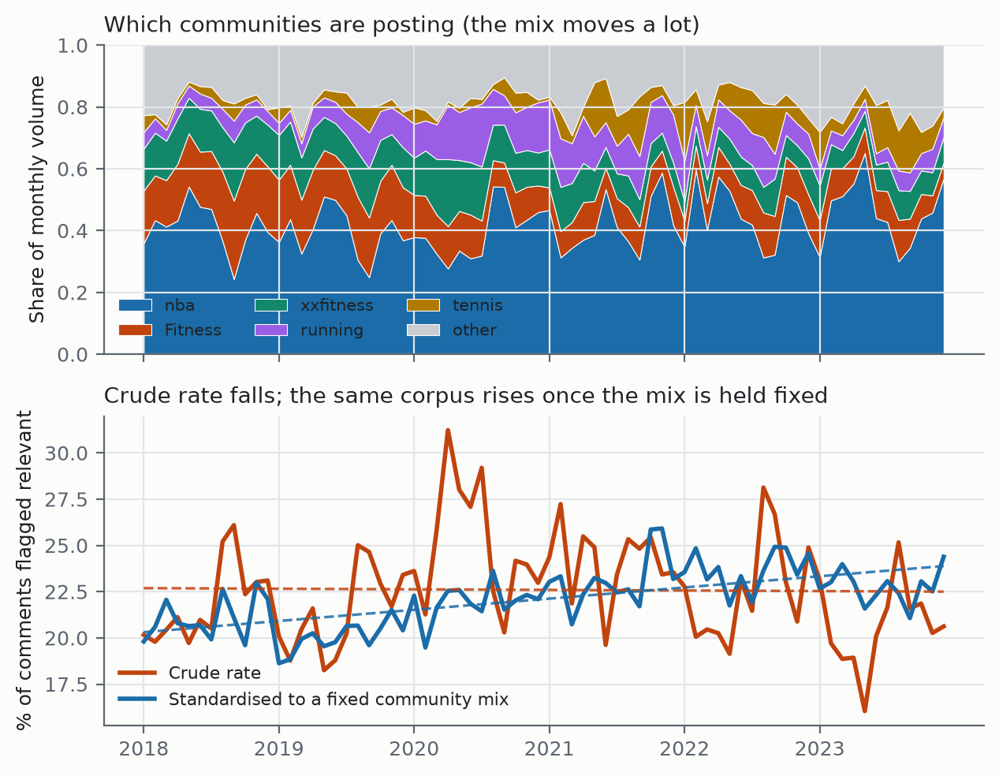 Which communities are posting (the mix moves a lot)
Share of monthly volume
1.0
0.8
0.6
0.4
0.2
0.0
nba
xxfitness
tennis
Fitness
running
other
Crude rate falls; the same corpus rises once the mix is held fixed
% of comments flagged relevant
30.0
27.5
25.0
22.5
20.0
17.5
Crude rate
Standardised to a fixed community mix
2018 2019 2020 2021 2022 2023